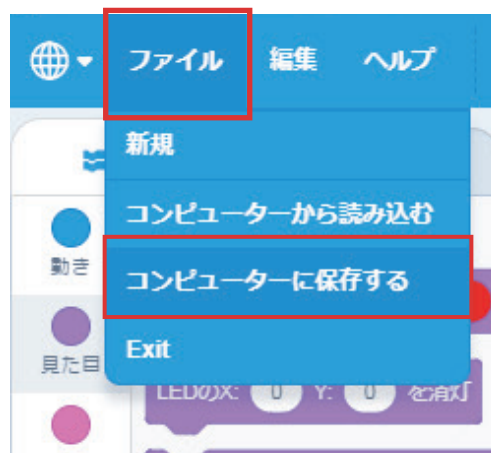 ファイル 編集 ヘルプ
新規
コンピューターから読み込む
動き
コンピューターに保存する
Exit
見た目
LEDのX: 0 Y: 0 を消灯